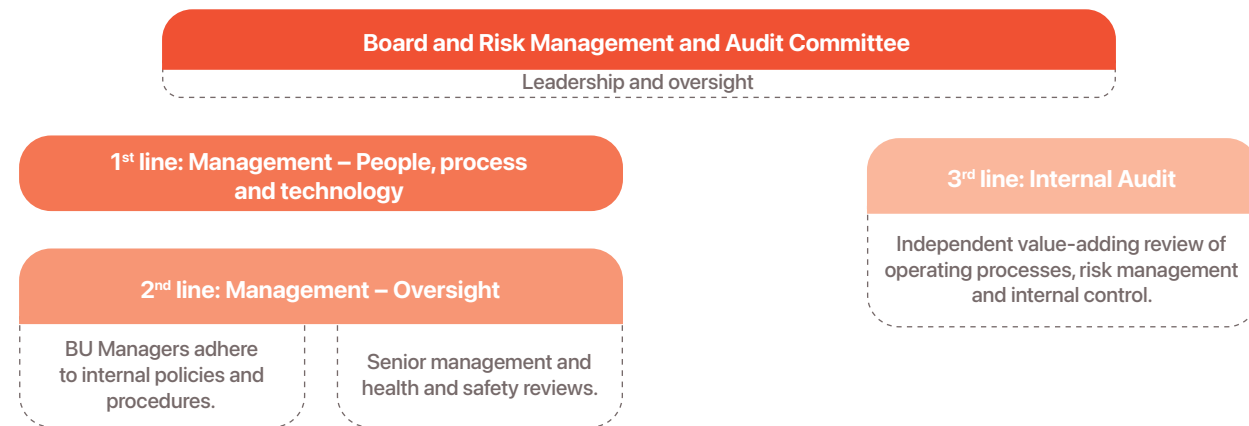 Board and Risk Management and Audit Committee
Leadership and oversight
1st line: Management – People, process
and technology
2nd line: Management – Oversight
BU Managers adhere
to internal policies and
procedures.
Senior management and
health and safety reviews.
3rd line: Internal Audit
Independent value-adding review of
operating processes, risk management
and internal control.